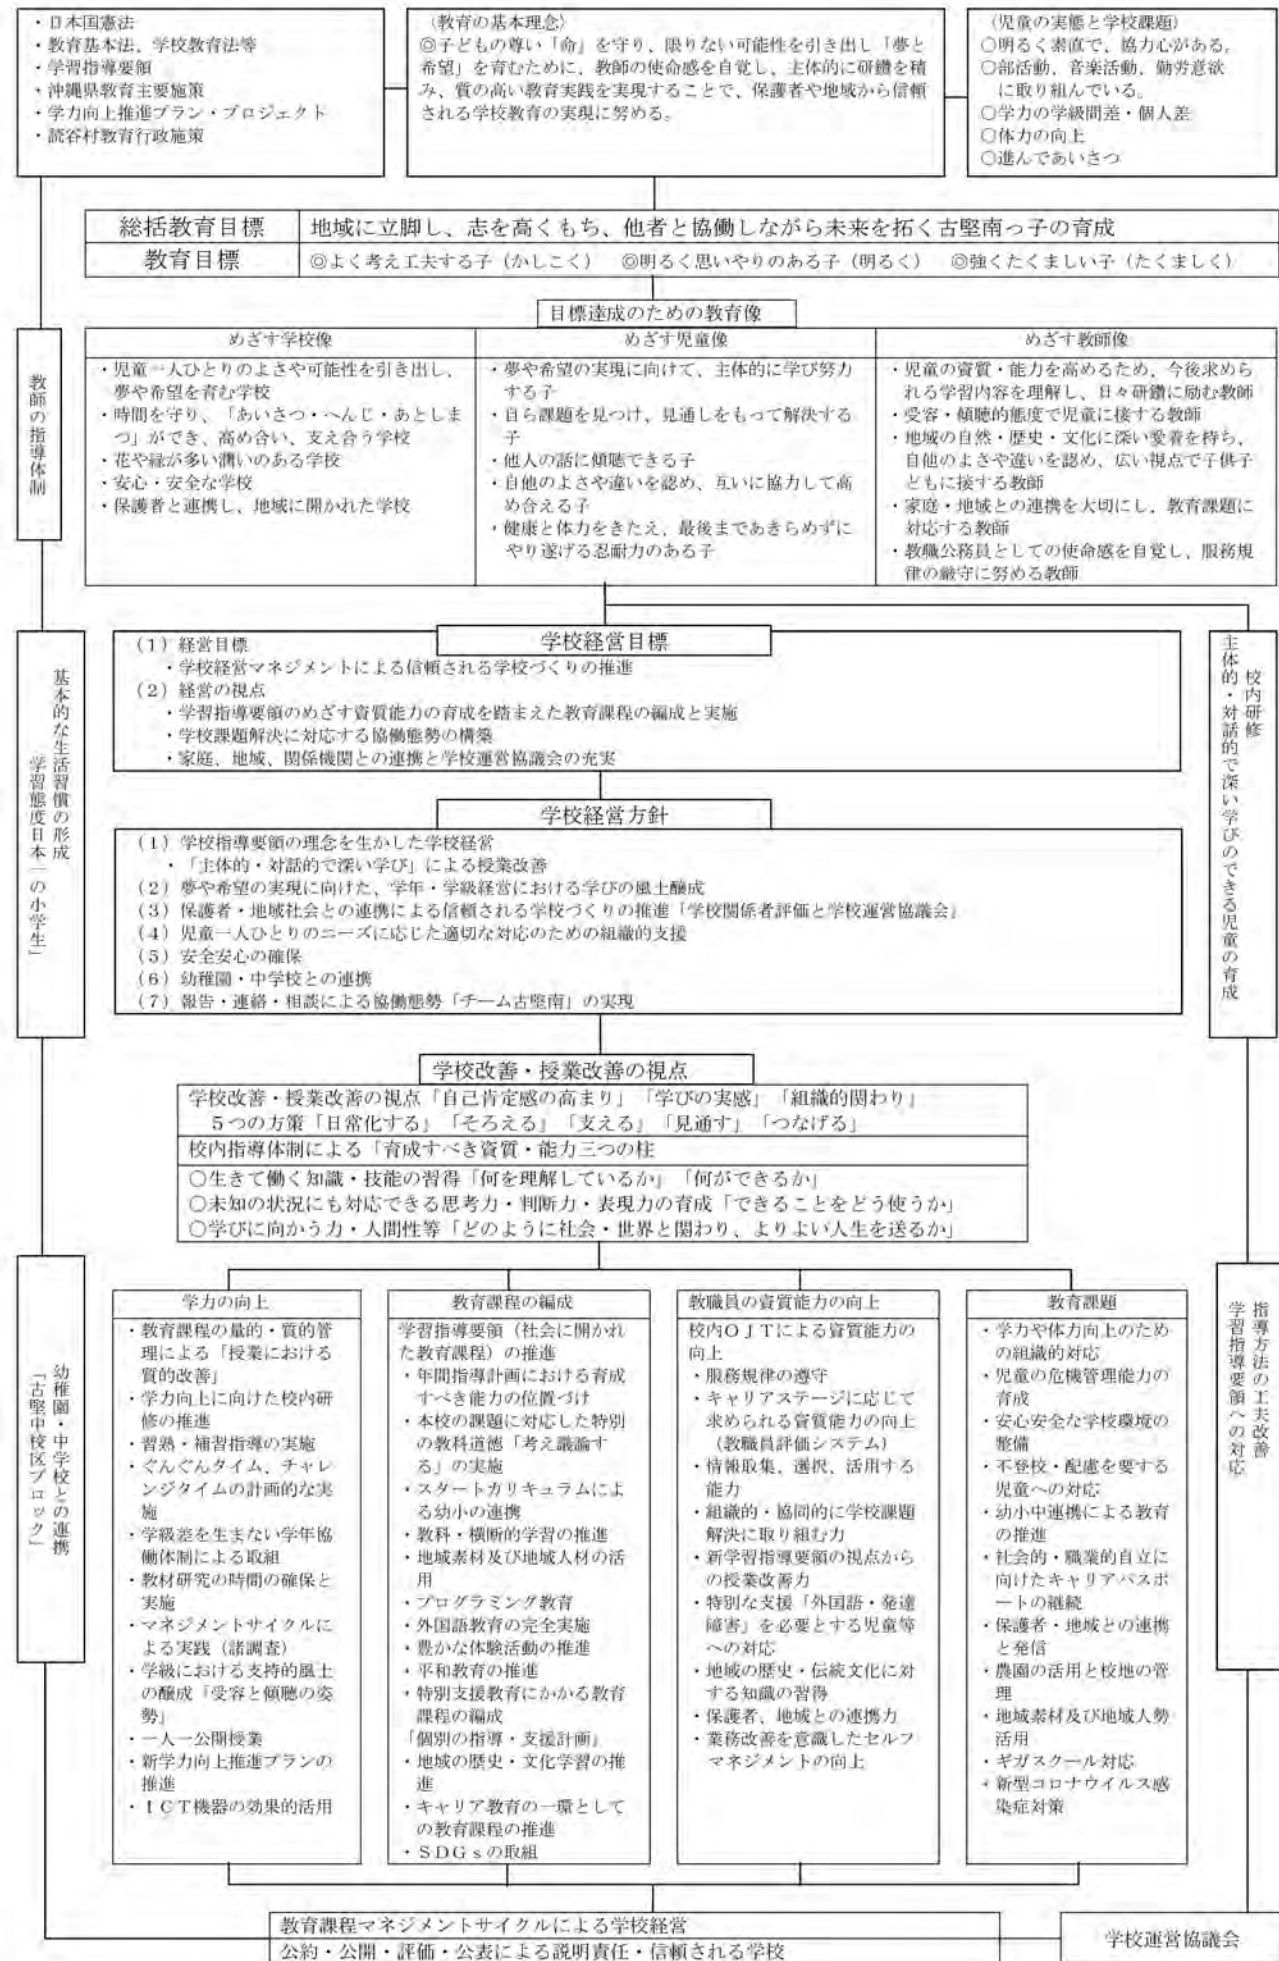 ・日本国憲法
・教育基本法、学校教育法等
・学習指導要領
・沖縄県教育主要施策
・学力向上推進プラン・プロジェクト
・読谷村教育行政施策
〈教育の基本理念〉
◎子どもの尊い「命」を守り、限りない可能性を引き出し「夢と
希望」を育むために、教師の使命感を自覚し、主体的に研鑽を積
み、質の高い教育実践を実現することで、保護者や地域から信頼
される学校教育の実現に努める。
〈児童の実態と学校課題〉
○明るく素直で、協力心がある。
○部活動、音楽活動、勤労意欲
に取り組んでいる。
○学力の学級間差・個人差
○体力の向上
○進んであいさつ
総括教育目標 地域に立脚し、志を高くもち、他者と協働しながら未来を拓く古堅南っ子の育成
教育目標 ◎よく考え工夫する子（かしこく） ◎明るく思いやりのある子（明るく） ◎強くたくましい子（たくましく）
目標達成のための教育像
めざす学校像
・児童一人ひとりのよさや可能性を引き出し、
夢や希望を育む学校
・時間を守り、「あいさつ・へんじ・あとしま
つ」ができ、高め合い、支え合う学校
・花や緑が多い潤いのある学校
・安心・安全な学校
・保護者と連携し、地域に開かれた学校
めざす児童像
・夢や希望の実現に向けて、主体的に学び努力
する子
・自ら課題を見つけ、見通しをもって解決する
子
・他人の話に傾聴できる子
・自他のよさや違いを認め、互いに協力して高
め合える子
・健康と体力をきたえ、最後まであきらめずに
やり遂げる忍耐力のある子
めざす教師像
・児童の資質・能力を高めるため、今後求めら
れる学習内容を理解し、日々研鑽に励む教師
・受容・傾聴的態度で児童に接する教師
・地域の自然・歴史・文化に深い愛着を持ち、
自他のよさや違いを認め、広い視点で子供子
どもに接する教師
・家庭・地域との連携を大切にし、教育課題に
対応する教師
・教職公務員としての使命感を自覚し、服務規
律の厳守に努める教師
教師の指導体制
学校経営目標
（1）経営目標
・学校経営マネジメントによる信頼される学校づくりの推進
（2）経営の視点
・学習指導要領のめざす資質能力の育成を踏まえた教育課程の編成と実施
・学校課題解決に対応する協働態勢の構築
・家庭、地域、関係機関との連携と学校運営協議会の充実
基本的な生活習慣の形成
学習態度日本一の小学生」
校内研修
主体的・対話的で深い学びのできる児童の育成
学校経営方針
（1）学校指導要領の理念を生かした学校経営
・「主体的・対話的で深い学び」による授業改善
（2）夢や希望の実現に向けた、学年・学級経営における学びの風土醸成
（3）保護者・地域社会との連携による信頼される学校づくりの推進「学校関係者評価と学校運営協議会」
（4）児童一人ひとりのニーズに応じた適切な対応のための組織的支援
（5）安全安心の確保
（6）幼稚園・中学校との連携
（7）報告・連絡・相談による協働態勢「チーム古堅南」の実現
学校改善・授業改善の視点
学校改善・授業改善の視点「自己肯定感の高まり」「学びの実感」「組織的関わり」
5つの方策「日常化する」「そろえる」「支える」「見通す」「つなげる」
校内指導体制による「育成すべき資質・能力三つの柱
○生きて働く知識・技能の習得「何を理解しているか」「何ができるか」
○未知の状況にも対応できる思考力・判断力・表現力の育成「できることをどう使うか」
○学びに向かう力・人間性等「どのように社会・世界と関わり、よりよい人生を送るか」
幼稚園・中学校との連携
「古堅中校区ブロック」
学力の向上
・教育課程の量的・質的管
理による「授業における
質的改善」
・学力向上に向けた校内研
修の推進
・習熟・補習指導の実施
・ぐんぐんタイム、チャレ
ンジタイムの計画的な実
施
・学級差を生まない学年協
働体制による取組
・教材研究の時間の確保と
実施
・マネジメントサイクルに
よる実践（諸調査）
・学級における支持的風土
の醸成「受容と傾聴の姿
勢」
・一人一公開授業
・新学力向上推進プランの
推進
・ICT機器の効果的活用
教育課程の編成
学習指導要領（社会に開かれ
た教育課程）の推進
・年間指導計画における育成
すべき能力の位置づけ
・本校の課題に対応した特別
の教科道徳「考え議論す
る」の実施
・スタートカリキュラムによ
る幼小の連携
・教科・横断的学習の推進
・地域素材及び地域人材の活
用
・プログラミング教育
・外国語教育の完全実施
・豊かな体験活動の推進
・平和教育の推進
・特別支援教育にかかる教育
課程の編成
「個別の指導・支援計画」
・地域の歴史・文化学習の推
進
・キャリア教育の一環として
の教育課程の推進
・SDGsの取組
教職員の資質能力の向上
校内OJTによる資質能力の
向上
・服務規律の遵守
・キャリアステージに応じて
求められる資質能力の向上
（教職員評価システム）
・情報取集、選択、活用する
能力
・組織的・協同的に学校課題
解決に取り組む力
・新学習指導要領の視点から
の授業改善力
・特別な支援「外国語・発達
障害」を必要とする児童等
への対応
・地域の歴史・伝統文化に対
する知識の習得
・保護者、地域との連携力
・業務改善を意識したセルフ
マネジメントの向上
教育課題
・学力や体力向上のため
の組織的対応
・児童の危機管理能力の
育成
・安心安全な学校環境の
整備
・不登校・配慮を要する
児童への対応
・幼小中連携による教育
の推進
・社会的・職業的自立に
向けたキャリアパスポ
ートの継続
・保護者・地域との連携
と発信
・農園の活用と校地の管
理
・地域素材及び地域人勢
活用
・ギガスクール対応
・新型コロナウイルス感
染症対策
指導方法の工夫改善
学習指導要領への対応
教育課程マネジメントサイクルによる学校経営
公約・公開・評価・公表による説明責任・信頼される学校
学校運営協議会